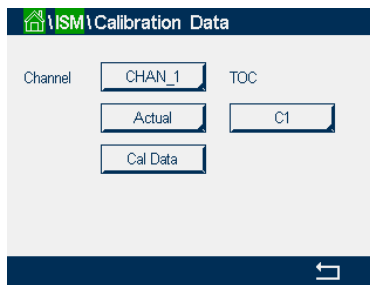 \ISM\Calibration Data
Channel CHAN_1 TOC
Actual C1
Cal Data